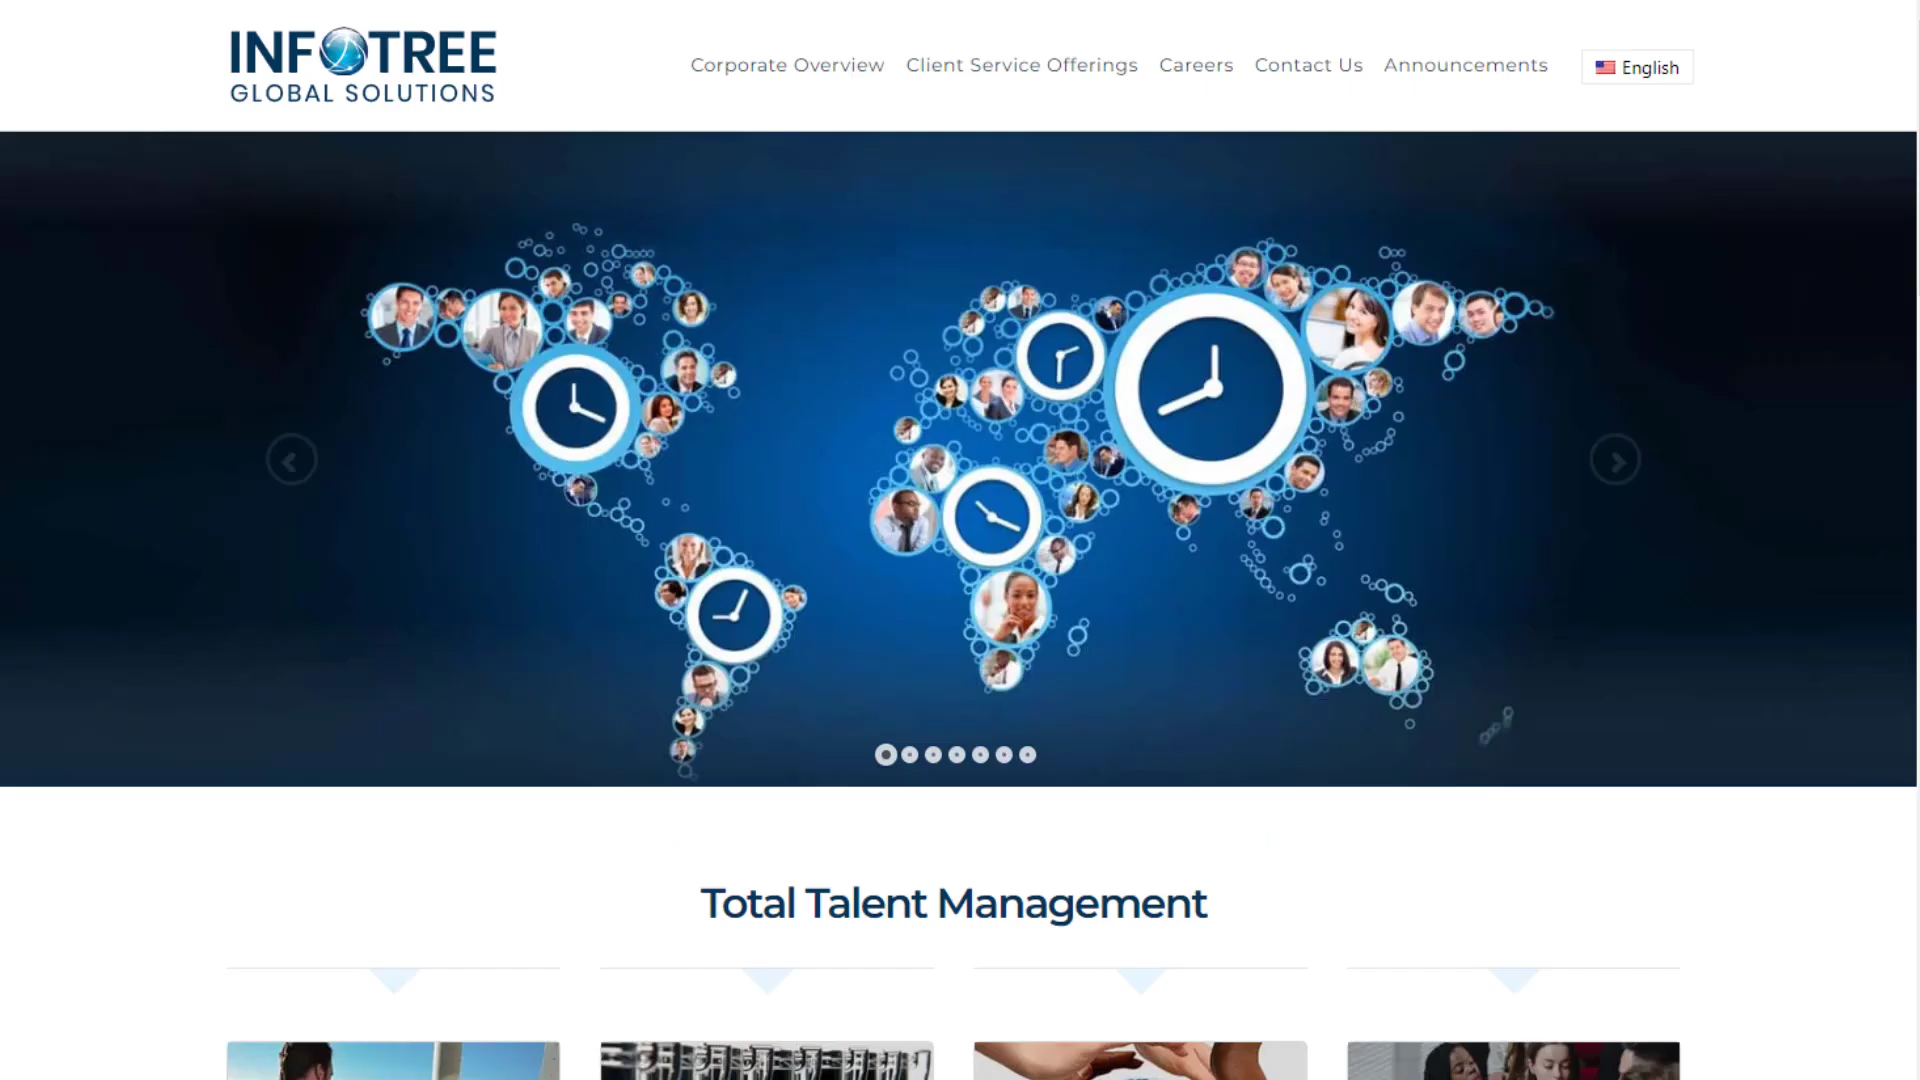 INFOTREE
GLOBAL SOLUTIONS
Corporate Overview
Client Service Offerings
Careers
Contact Us
Announcements
English
Total Talent Management